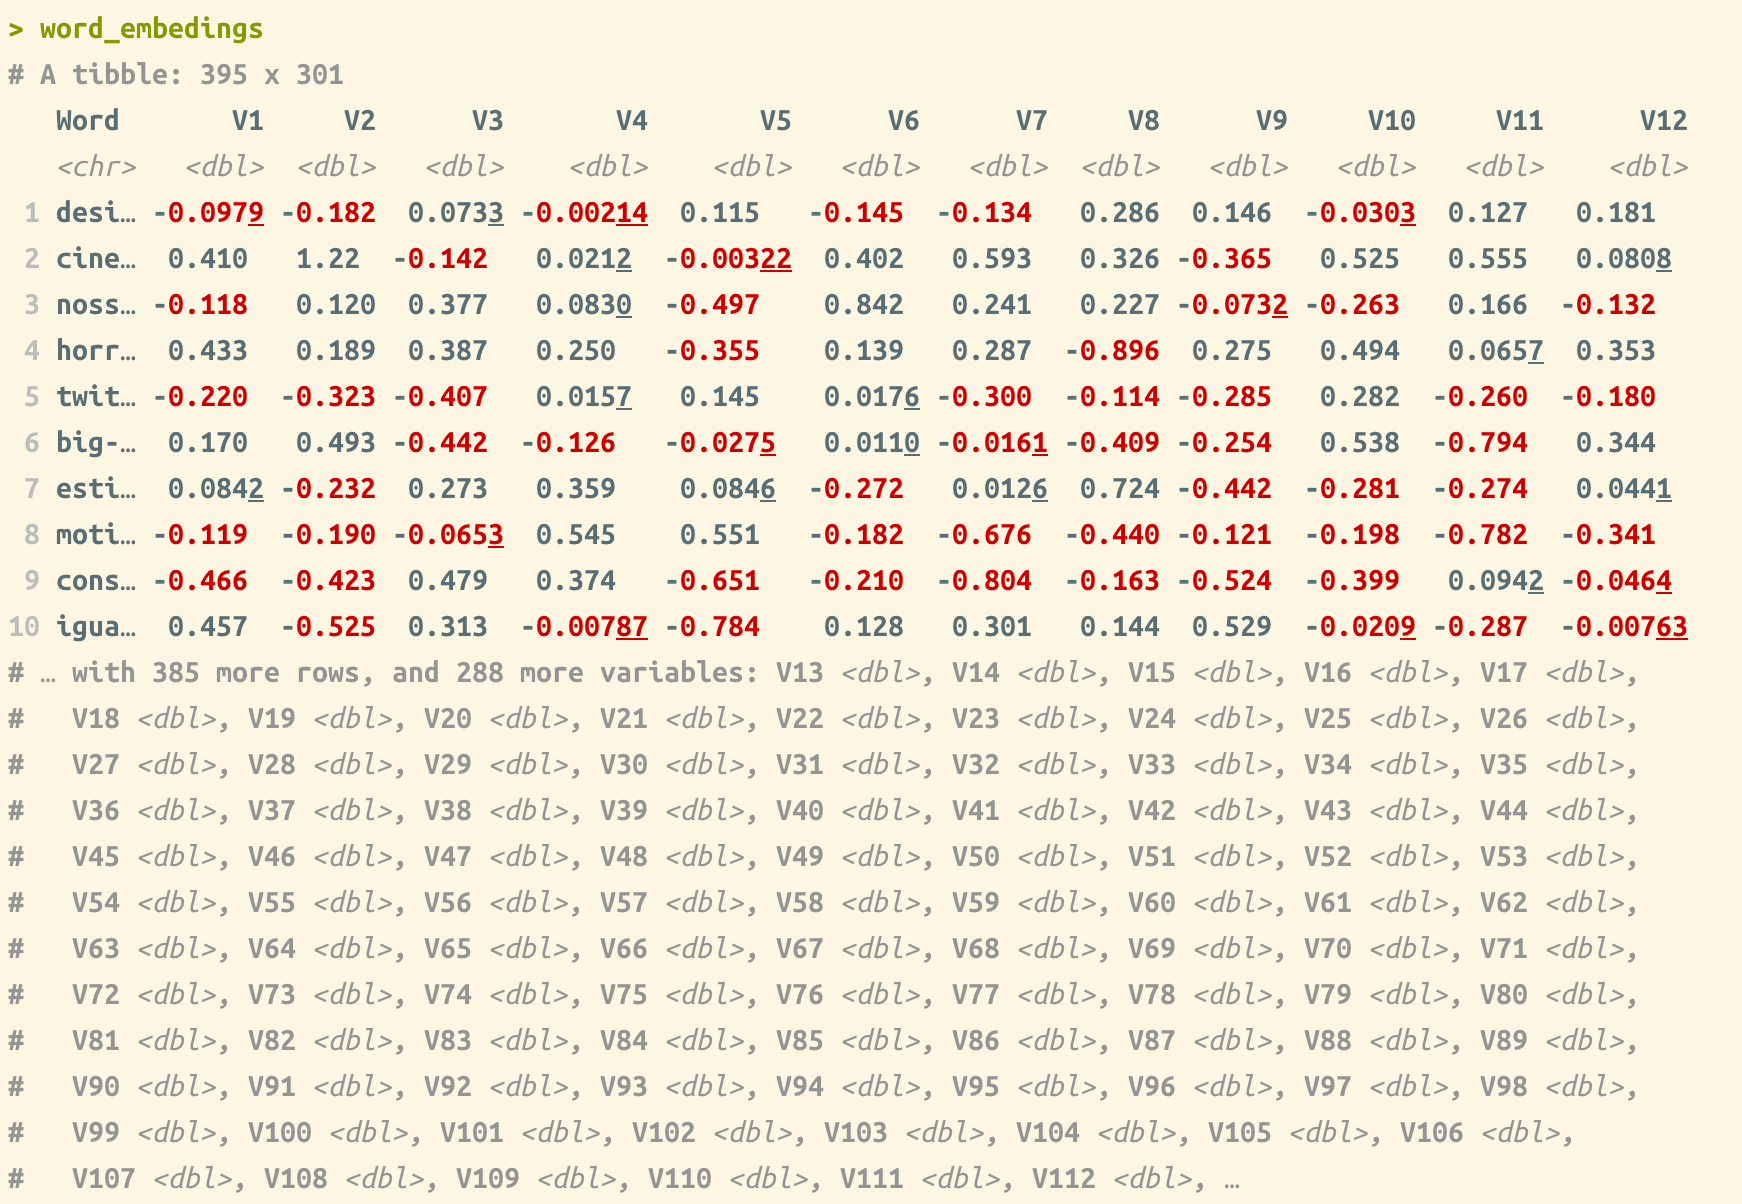 > word_embedings
# A tibble: 395 x 301
   Word       V1     V2      V3       V4       V5      V6      V7     V8      V9     V10     V11      V12
   <chr>   <dbl>  <dbl>   <dbl>    <dbl>    <dbl>   <dbl>   <dbl>  <dbl>   <dbl>   <dbl>   <dbl>    <dbl>
 1 desi… -0.0979 -0.182  0.0733 -0.00214  0.115   -0.145  -0.134   0.286  0.146  -0.0303  0.127   0.181
 2 cine…  0.410   1.22  -0.142   0.0212  -0.00322  0.402   0.593   0.326 -0.365   0.525   0.555   0.0808
 3 noss… -0.118   0.120  0.377   0.0830  -0.497    0.842   0.241   0.227 -0.0732 -0.263   0.166  -0.132
 4 horr…  0.433   0.189  0.387   0.250   -0.355    0.139   0.287  -0.896  0.275   0.494   0.0657  0.353
 5 twit… -0.220  -0.323 -0.407   0.0157   0.145    0.0176 -0.300  -0.114 -0.285   0.282  -0.260  -0.180
 6 big-…  0.170   0.493 -0.442  -0.126   -0.0275   0.0110 -0.0161 -0.409 -0.254   0.538  -0.794   0.344
 7 esti…  0.0842 -0.232  0.273   0.359    0.0846  -0.272   0.0126  0.724 -0.442  -0.281  -0.274   0.0441
 8 moti… -0.119  -0.190 -0.0653  0.545    0.551   -0.182  -0.676  -0.440 -0.121  -0.198  -0.782  -0.341
 9 cons… -0.466  -0.423  0.479   0.374   -0.651   -0.210  -0.804  -0.163 -0.524  -0.399   0.0942 -0.0464
10 igua…  0.457  -0.525  0.313  -0.00787 -0.784    0.128   0.301   0.144  0.529  -0.0209 -0.287  -0.00763
# … with 385 more rows, and 288 more variables: V13 <dbl>, V14 <dbl>, V15 <dbl>, V16 <dbl>, V17 <dbl>,
#   V18 <dbl>, V19 <dbl>, V20 <dbl>, V21 <dbl>, V22 <dbl>, V23 <dbl>, V24 <dbl>, V25 <dbl>, V26 <dbl>,
#   V27 <dbl>, V28 <dbl>, V29 <dbl>, V30 <dbl>, V31 <dbl>, V32 <dbl>, V33 <dbl>, V34 <dbl>, V35 <dbl>,
#   V36 <dbl>, V37 <dbl>, V38 <dbl>, V39 <dbl>, V40 <dbl>, V41 <dbl>, V42 <dbl>, V43 <dbl>, V44 <dbl>,
#   V45 <dbl>, V46 <dbl>, V47 <dbl>, V48 <dbl>, V49 <dbl>, V50 <dbl>, V51 <dbl>, V52 <dbl>, V53 <dbl>,
#   V54 <dbl>, V55 <dbl>, V56 <dbl>, V57 <dbl>, V58 <dbl>, V59 <dbl>, V60 <dbl>, V61 <dbl>, V62 <dbl>,
#   V63 <dbl>, V64 <dbl>, V65 <dbl>, V66 <dbl>, V67 <dbl>, V68 <dbl>, V69 <dbl>, V70 <dbl>, V71 <dbl>,
#   V72 <dbl>, V73 <dbl>, V74 <dbl>, V75 <dbl>, V76 <dbl>, V77 <dbl>, V78 <dbl>, V79 <dbl>, V80 <dbl>,
#   V81 <dbl>, V82 <dbl>, V83 <dbl>, V84 <dbl>, V85 <dbl>, V86 <dbl>, V87 <dbl>, V88 <dbl>, V89 <dbl>,
#   V90 <dbl>, V91 <dbl>, V92 <dbl>, V93 <dbl>, V94 <dbl>, V95 <dbl>, V96 <dbl>, V97 <dbl>, V98 <dbl>,
#   V99 <dbl>, V100 <dbl>, V101 <dbl>, V102 <dbl>, V103 <dbl>, V104 <dbl>, V105 <dbl>, V106 <dbl>,
#   V107 <dbl>, V108 <dbl>, V109 <dbl>, V110 <dbl>, V111 <dbl>, V112 <dbl>, …